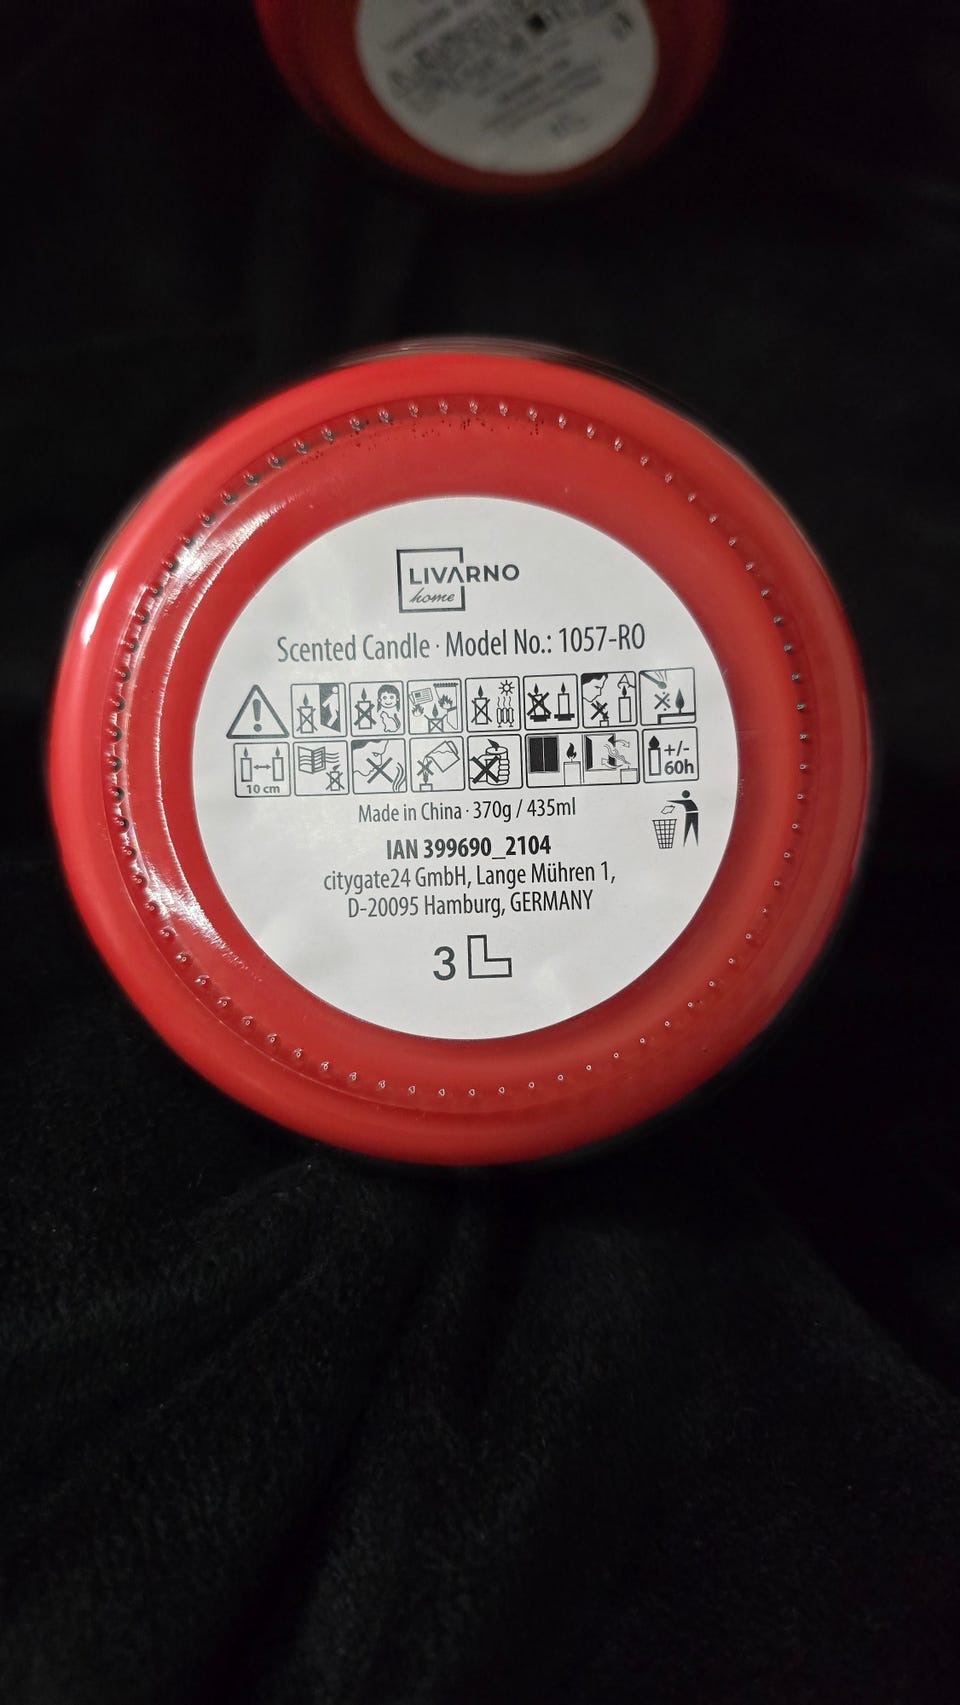 LIVARNO
home
Scented Candle · Model No.: 1057-RO
10 cm
+/-
60h
Made in China · 370g / 435ml
IAN 399690_2104
citygate24 GmbH, Lange Mühren 1,
D-20095 Hamburg, GERMANY
3